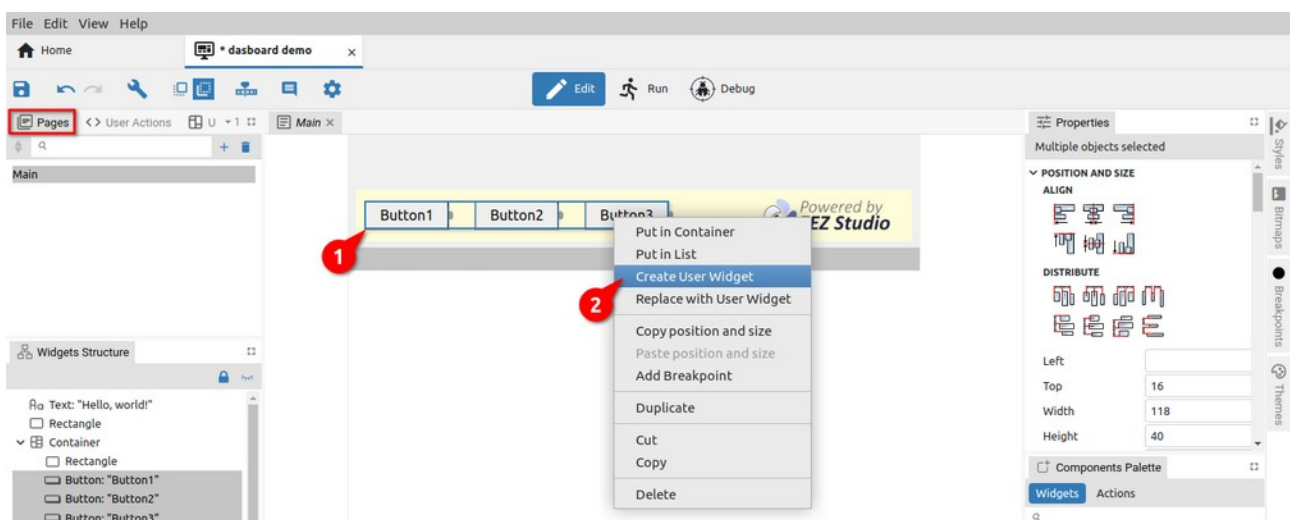 File Edit View Help
Home
* dasboard demo
Edit
Run
Debug
Pages
User Actions
U
1
Main
Main
Button1
Button2
Button3
Powered by
EEZ Studio
1
2
Put in Container
Put in List
Create User Widget
Replace with User Widget
Copy position and size
Paste position and size
Add Breakpoint
Duplicate
Cut
Copy
Delete
Widgets Structure
Text: "Hello, world!"
Rectangle
Container
Rectangle
Button: "Button1"
Button: "Button2"
Button: "Button3"
Properties
Multiple objects selected
POSITION AND SIZE
ALIGN
DISTRIBUTE
Left
Top 16
Width 118
Height 40
Components Palette
Widgets Actions
Styles
Bitmaps
Breakpoints
Themes